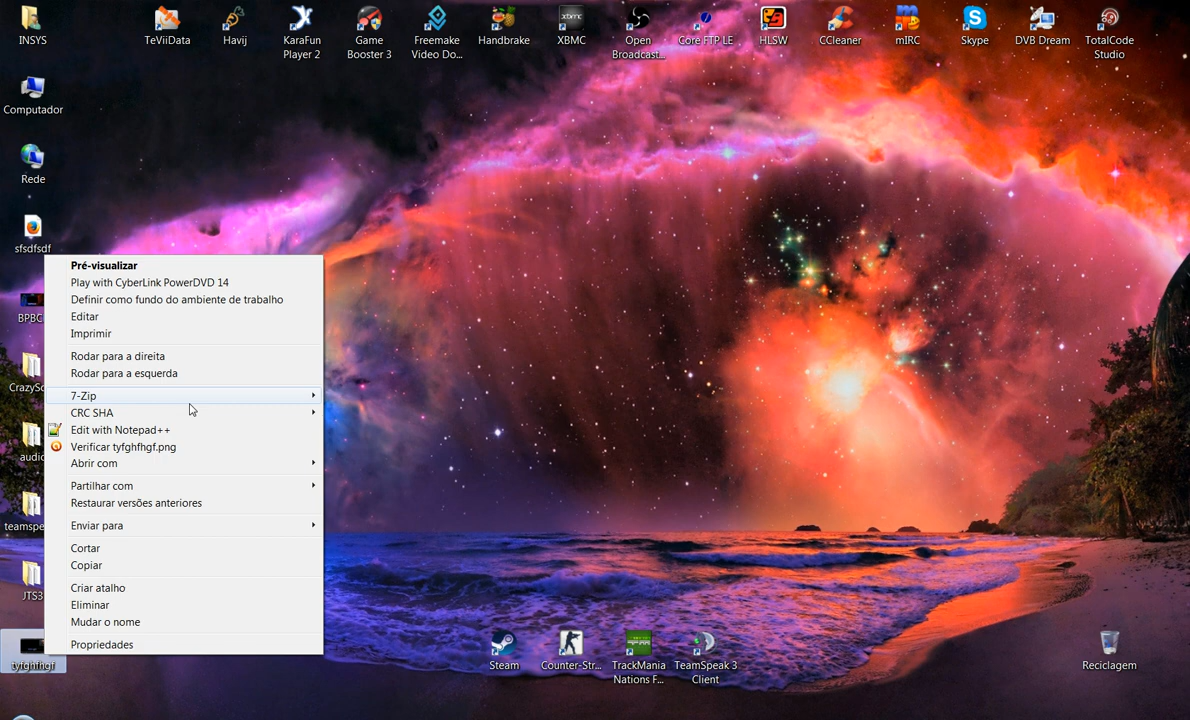 INSYS
TeViiData
Havij
KaraFun
Player 2
Game
Booster 3
Freemake
Video Do...
Handbrake
XBMC
Open
Broadcast...
Core FTP LE
HLSW
CCleaner
mIRC
Skype
DVB Dream
TotalCode
Studio
Computador
Rede
sfsdfsdf
BPBC
CrazySc
audio
teamspe
JTS3
tyfghfhgf
Pré-visualizar
Play with CyberLink PowerDVD 14
Definir como fundo do ambiente de trabalho
Editar
Imprimir
Rodar para a direita
Rodar para a esquerda
7-Zip
CRC SHA
Edit with Notepad++
Verificar tyfghfhgf.png
Abrir com
Partilhar com
Restaurar versões anteriores
Enviar para
Cortar
Copiar
Criar atalho
Eliminar
Mudar o nome
Propriedades
Steam
Counter-Str...
TrackMania
Nations F...
TeamSpeak 3
Client
Reciclagem